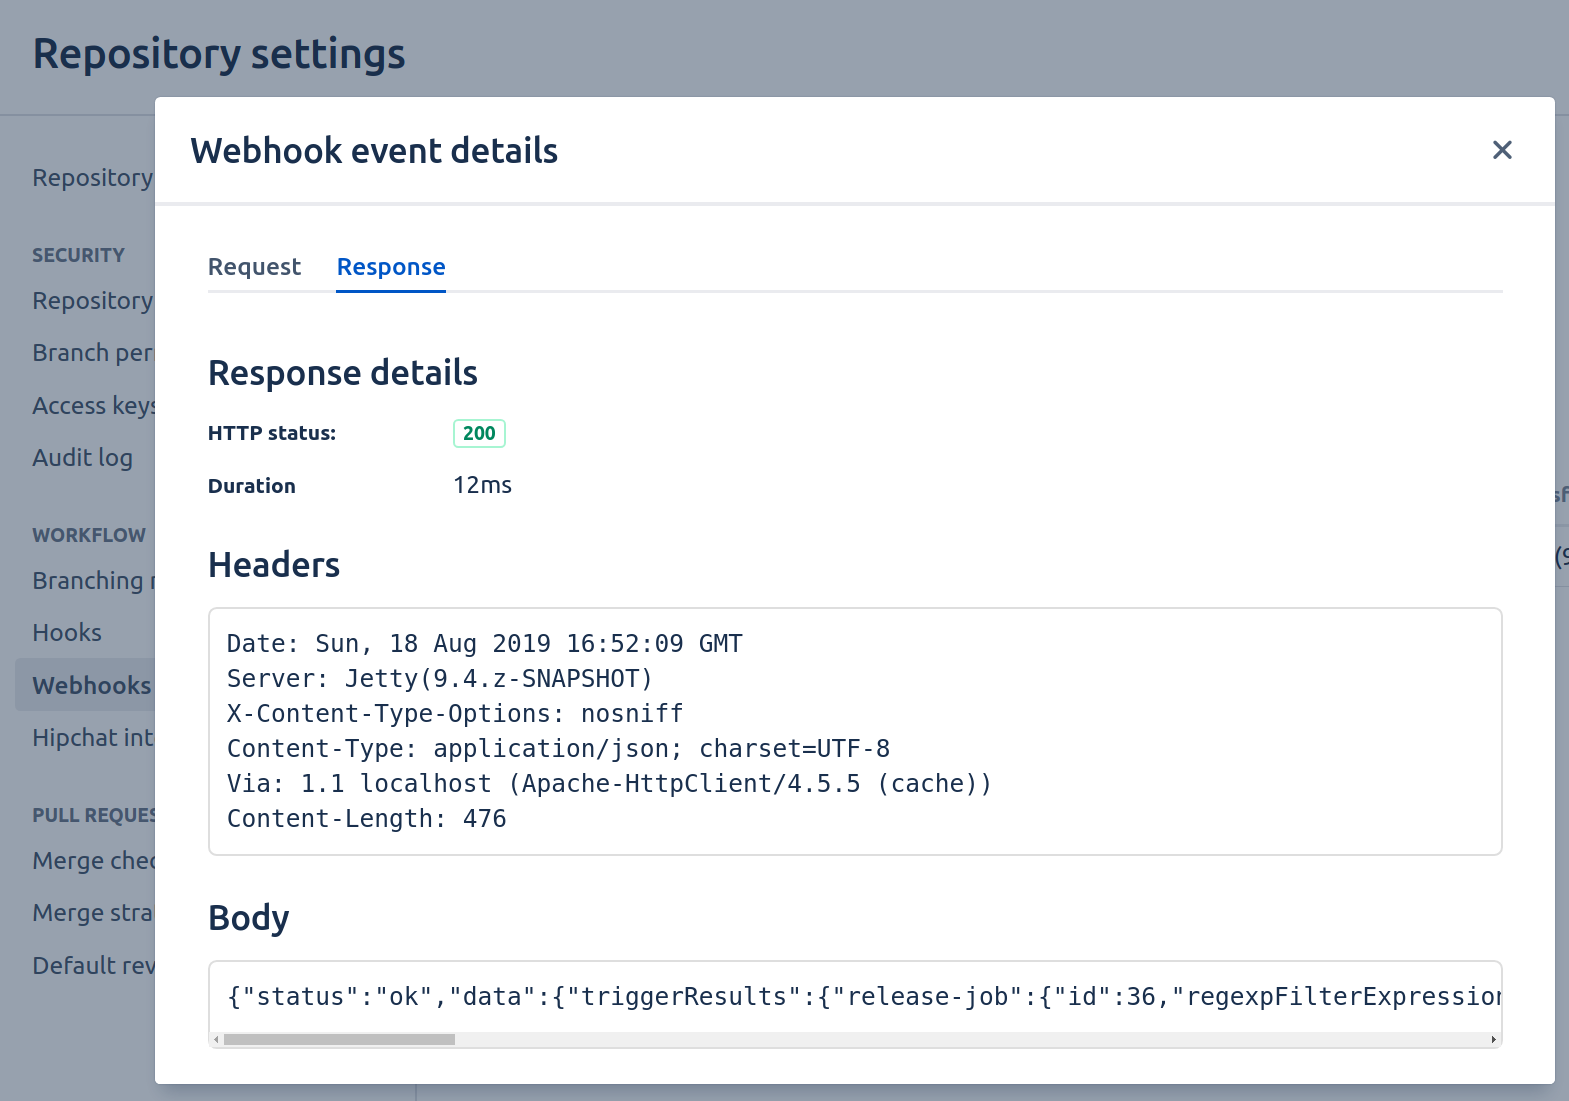 Repository settings
Webhook event details
Repository
SECURITY
Repository
Branch per
Access keys
Audit log
WORKFLOW
Branching
Hooks
Webhooks
Hipchat int
PULL REQUES
Merge chec
Merge stra
Default rev
Request Response
Response details
HTTP status: 200
Duration 12ms
Headers
Date: Sun, 18 Aug 2019 16:52:09 GMT
Server: Jetty(9.4.z-SNAPSHOT)
X-Content-Type-Options: nosniff
Content-Type: application/json; charset=UTF-8
Via: 1.1 localhost (Apache-HttpClient/4.5.5 (cache))
Content-Length: 476
Body
{"status":"ok","data":{"triggerResults":{"release-job":{"id":36,"regexpFilterExpression